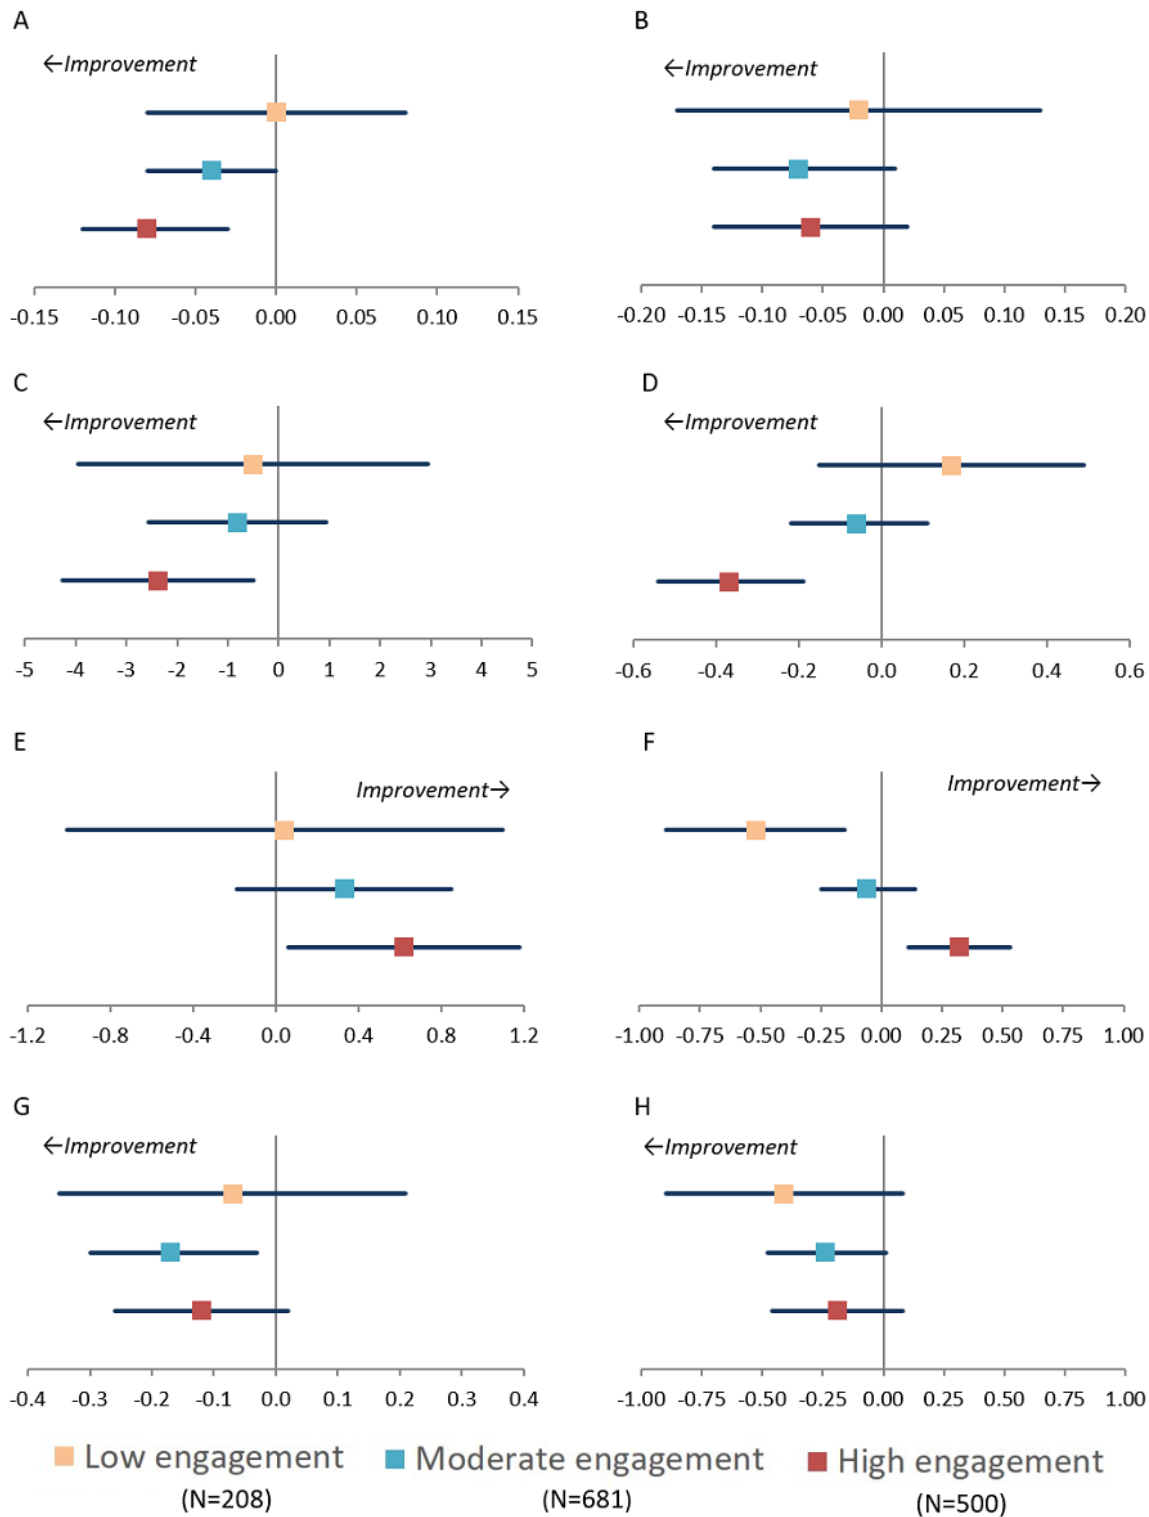 A
←Improvement
-0.15 -0.10 -0.05 0.00 0.05 0.10 0.15
B
←Improvement
-0.20 -0.15 -0.10 -0.05 0.00 0.05 0.10 0.15 0.20
C
←Improvement
-5 -4 -3 -2 -1 0 1 2 3 4 5
D
←Improvement
-0.6 -0.4 -0.2 0.0 0.2 0.4 0.6
E
Improvement→
-1.2 -0.8 -0.4 0.0 0.4 0.8 1.2
F
Improvement→
-1.00 -0.75 -0.50 -0.25 0.00 0.25 0.50 0.75 1.00
G
←Improvement
-0.4 -0.3 -0.2 -0.1 0.0 0.1 0.2 0.3 0.4
H
←Improvement
-1.00 -0.75 -0.50 -0.25 0.00 0.25 0.50 0.75 1.00
Low engagement Moderate engagement High engagement
(N=208) (N=681) (N=500)